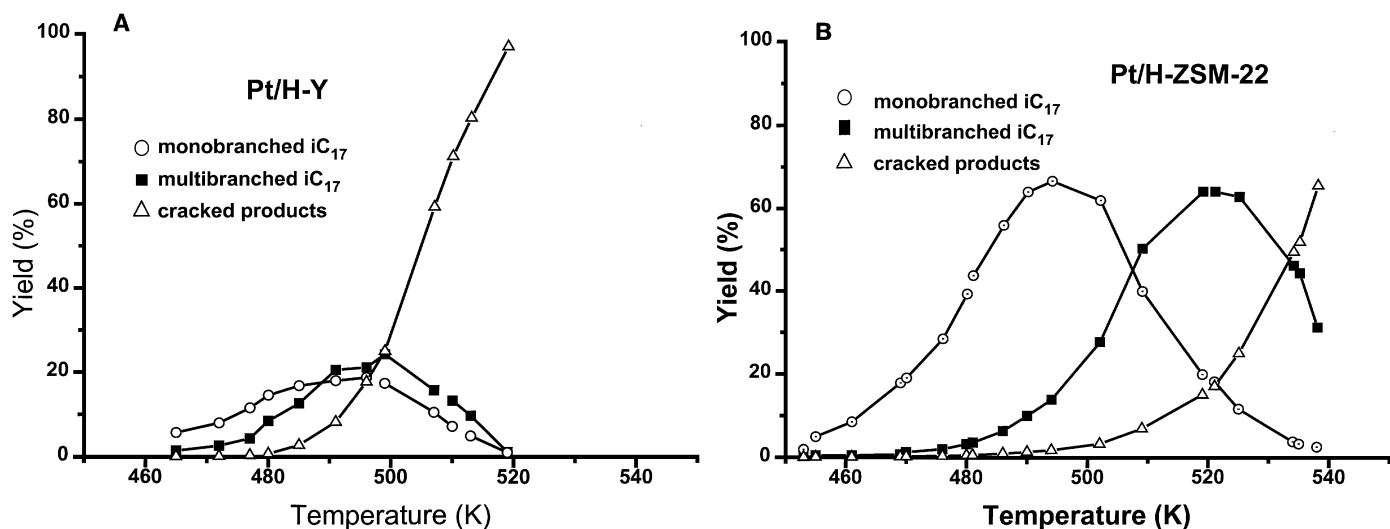 A
100
80
60
40
20
0
Yield (%)
Pt/H-Y
monobranched iC17
multibranched iC17
cracked products
460
480
500
520
540
Temperature (K)
B
100
80
60
40
20
0
Yield (%)
Pt/H-ZSM-22
monobranched iC17
multibranched iC17
cracked products
460
480
500
520
540
Temperature (K)